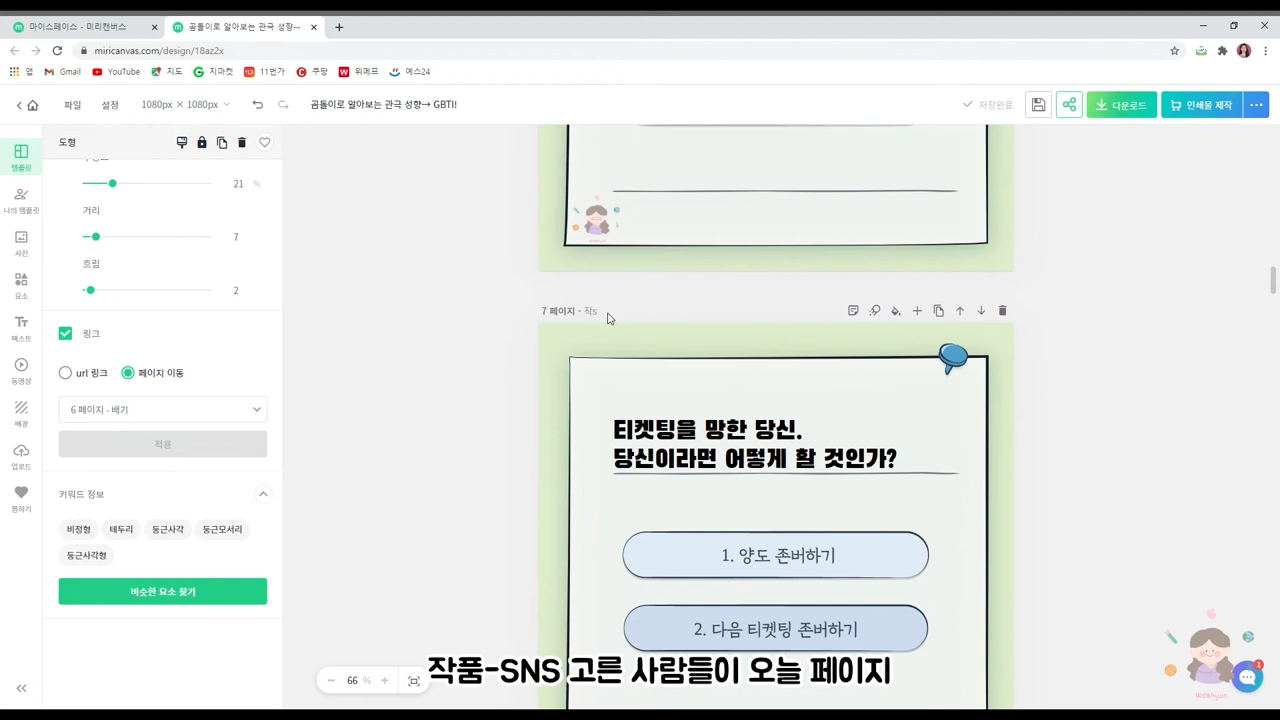 마이스페이스 - 미리캔버스
곰돌이로 알아보는 관극 성향→
miricanvas.com/design/18az2x
앱
Gmail
YouTube
지도
지마켓
11번가
쿠팡
위메프
예스24
파일
설정
1080px × 1080px
곰돌이로 알아보는 관극 성향→ GBTI!
저장완료
다운로드
인쇄물 제작
템플릿
나의 템플릿
사진
요소
텍스트
동영상
배경
업로드
찜하기
도형
21 %
거리
7
흐림
2
링크
url 링크
페이지 이동
6 페이지 - 배기
적용
키워드 정보
비정형
테두리
둥근사각
둥근모서리
둥근사각형
비슷한 요소 찾기
7 페이지 - 작s
티켓팅을 망한 당신.
당신이라면 어떻게 할 것인가?
1. 양도 존버하기
2. 다음 티켓팅 존버하기
66 %
작품-SNS 고른 사람들이 오늘 페이지
1